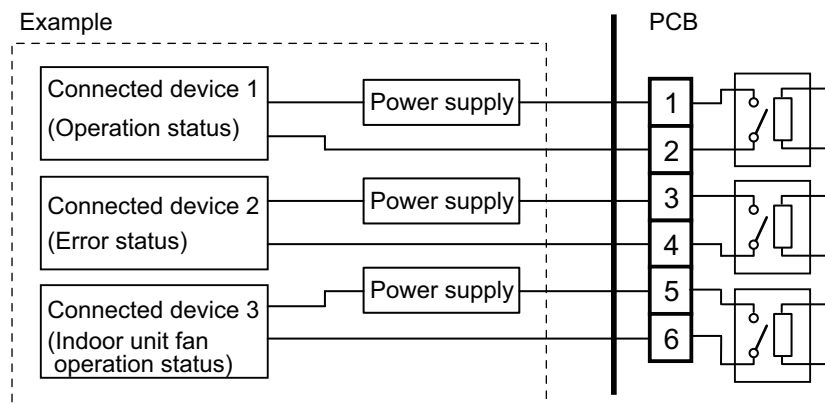 Example
PCB
Connected device 1
(Operation status)
Power supply
1
2
Connected device 2
(Error status)
Power supply
3
4
Connected device 3
(Indoor unit fan
operation status)
Power supply
5
6